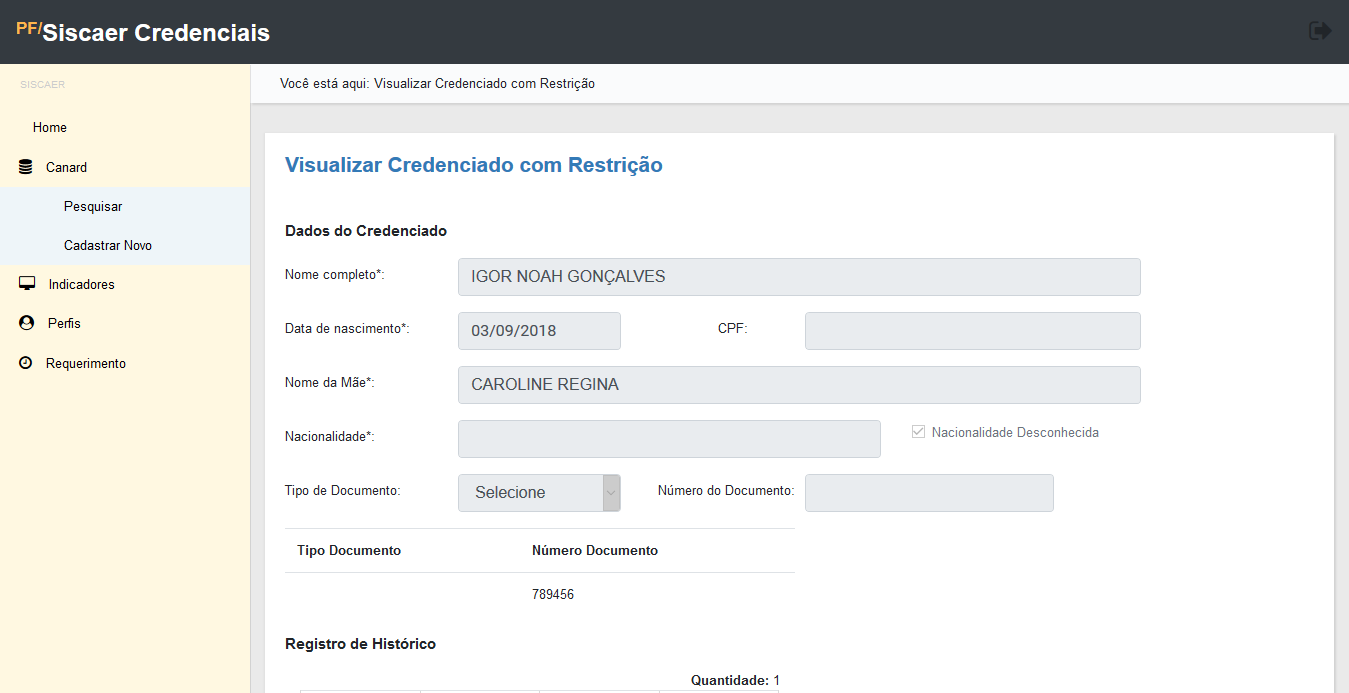 PF/Siscaer Credenciais
SISCAER
Você está aqui: Visualizar Credenciado com Restrição
Home
Canard
Pesquisar
Cadastrar Novo
Indicadores
Perfis
Requerimento
Visualizar Credenciado com Restrição
Dados do Credenciado
Nome completo*: IGOR NOAH GONÇALVES
Data de nascimento*: 03/09/2018 CPF:
Nome da Mãe*: CAROLINE REGINA
Nacionalidade*: Nacionalidade Desconhecida
Tipo de Documento: Selecione Número do Documento:
Tipo Documento Número Documento
789456
Registro de Histórico
Quantidade: 1